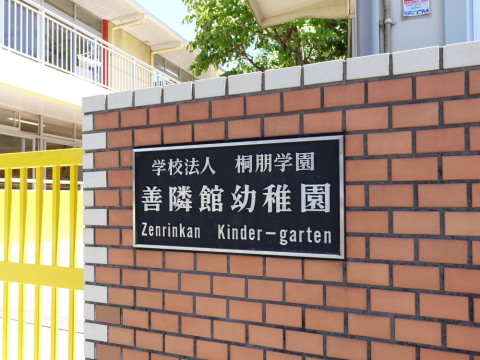 学校法人　桐朋学園
善隣館幼稚園
Zenrinkan Kinder-garten